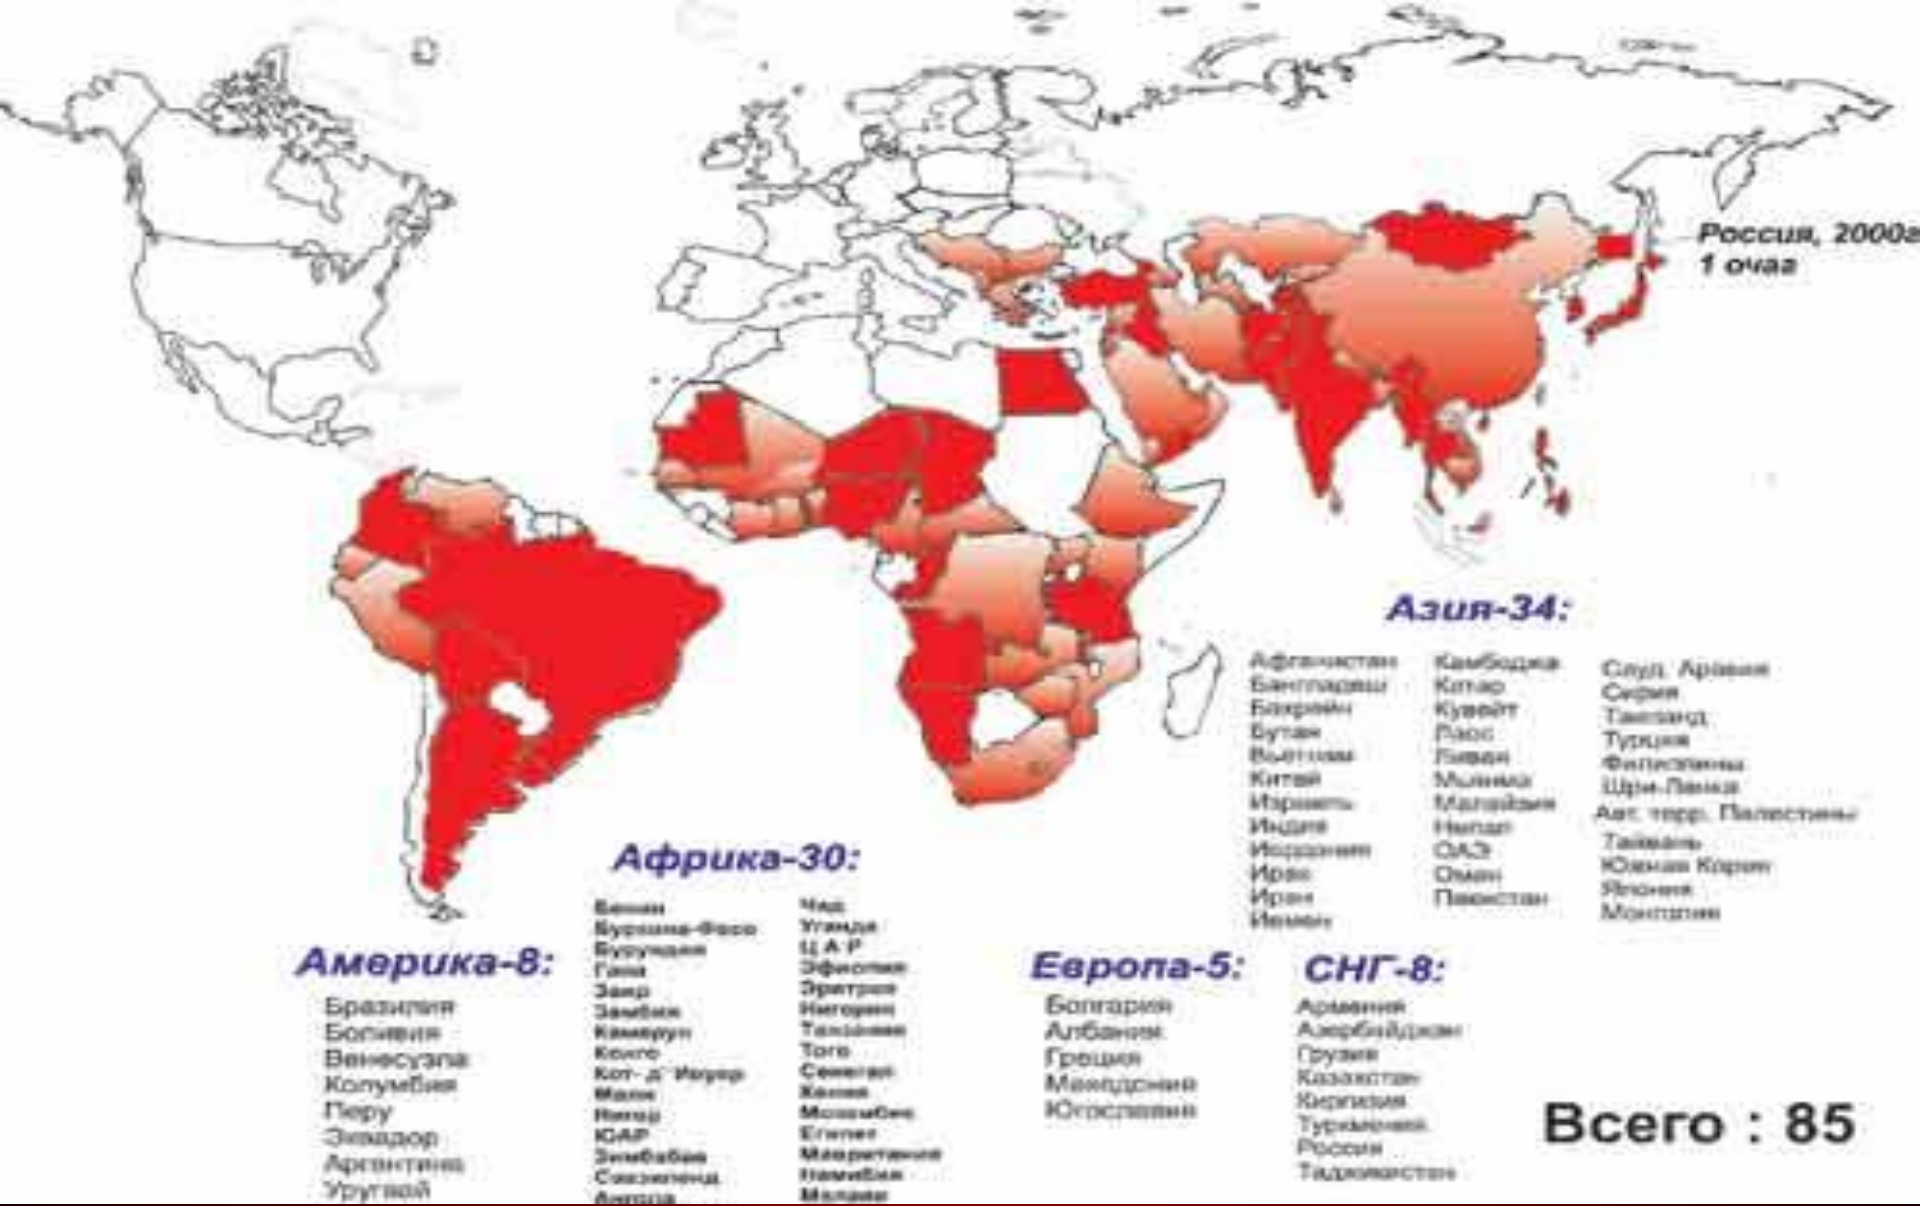 Россия, 2000г
1 очаг
Азия-34:
Афганистан
Бангладеш
Бахрейн
Бутан
Вьетнам
Китай
Израиль
Индия
Иордания
Ирак
Иран
Йемен
Камбоджа
Катар
Кувейт
Лаос
Ливан
Мьянма
Малайзия
Непал
ОАЭ
Оман
Пакистан
Сауд. Аравия
Сирия
Таиланд
Турция
Филиппины
Шри-Ланка
Авт. терр. Палестины
Тайвань
Южная Корея
Япония
Монголия
Африка-30:
Бенин
Буркина-Фасо
Бурундия
Гана
Заир
Замбия
Камерун
Конго
Кот- д' Ивуар
Мали
Нигер
ЮАР
Зимбабве
Свазиленд
Ангола
Чад
Уганда
Ц А Р
Эфиопия
Эритрея
Нигерия
Танзания
Того
Сенегал
Кения
Мозамбик
Египет
Мавритания
Намибия
Малави
Америка-8:
Бразилия
Боливия
Венесуэла
Колумбия
Перу
Эквадор
Аргентина
Уругвай
Европа-5:
Болгария
Албания
Греция
Македония
Югославия
СНГ-8:
Армения
Азербайджан
Грузия
Казахстан
Киргизия
Туркмения
Россия
Таджикистан
Всего : 85